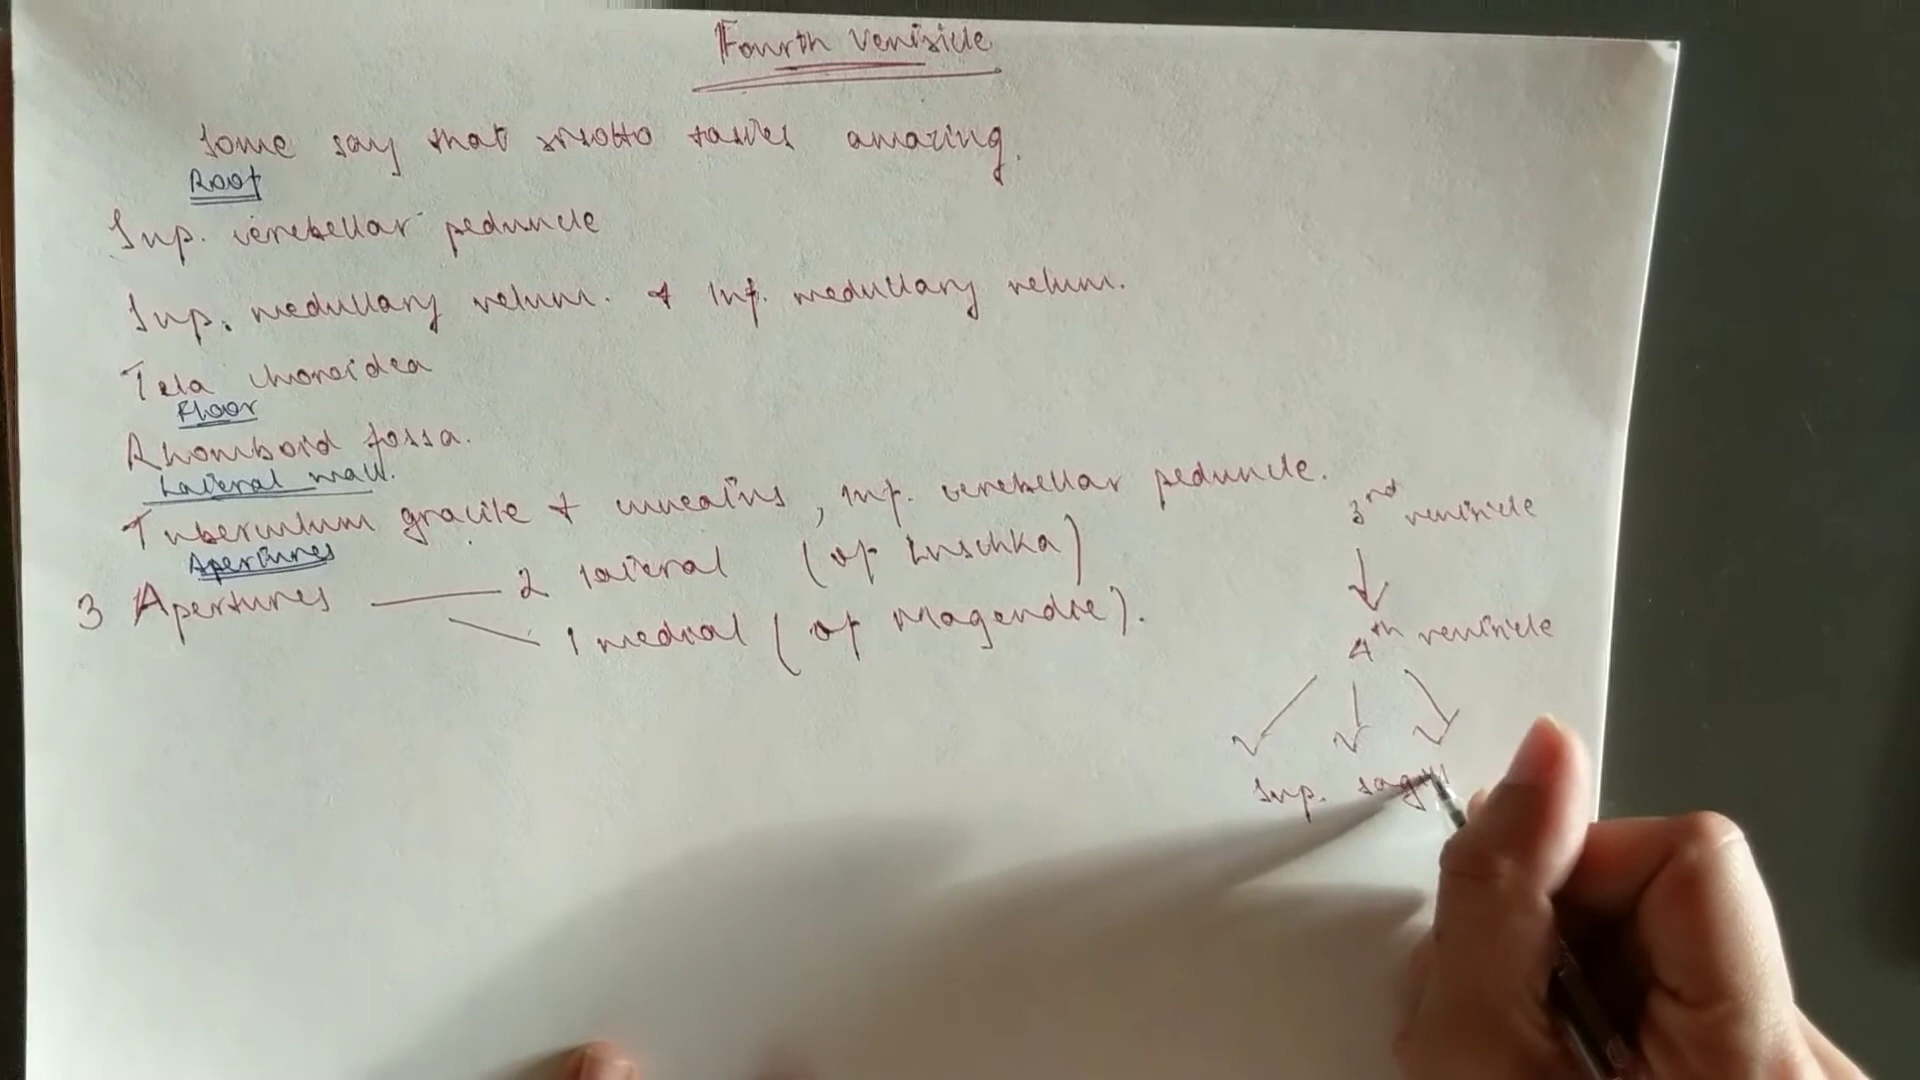 Fourth Ventricle
Some say that risotto tastes amazing.
Roof
Sup. cerebellar peduncle
Sup. medullary velum. & Inf. medullary velum.
Tela choroidea
Floor
Rhomboid fossa.
Lateral wall.
Tuberculum gracile & cuneatus, inf. cerebellar peduncle.
Apertures
3 Apertures 2 lateral (of Luschka)
1 medial (of Magendie).
3rd ventricle
4th ventricle
Sup.